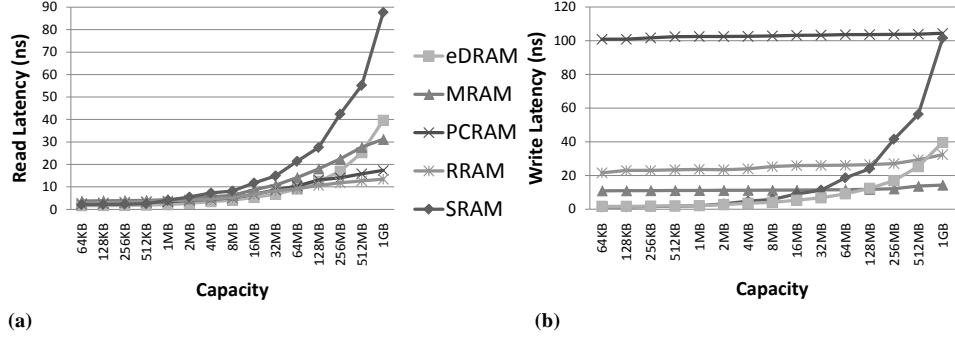 90
80
70
60
50
40
30
20
10
0
Read Latency (ns)
64KB
128KB
256KB
512KB
1MB
2MB
4MB
8MB
16MB
32MB
64MB
128MB
256MB
512MB
1GB
Capacity
(a)
eDRAM
MRAM
PCRAM
RRAM
SRAM
120
100
80
60
40
20
0
Write Latency (ns)
64KB
128KB
256KB
512KB
1MB
2MB
4MB
8MB
16MB
32MB
64MB
128MB
256MB
512MB
1GB
Capacity
(b)